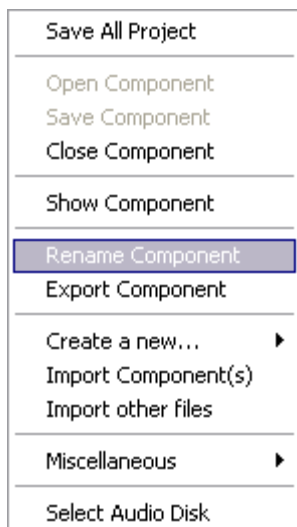 Save All Project
Open Component
Save Component
Close Component
Show Component
Rename Component
Export Component
Create a new...
Import Component(s)
Import other files
Miscellaneous
Select Audio Disk